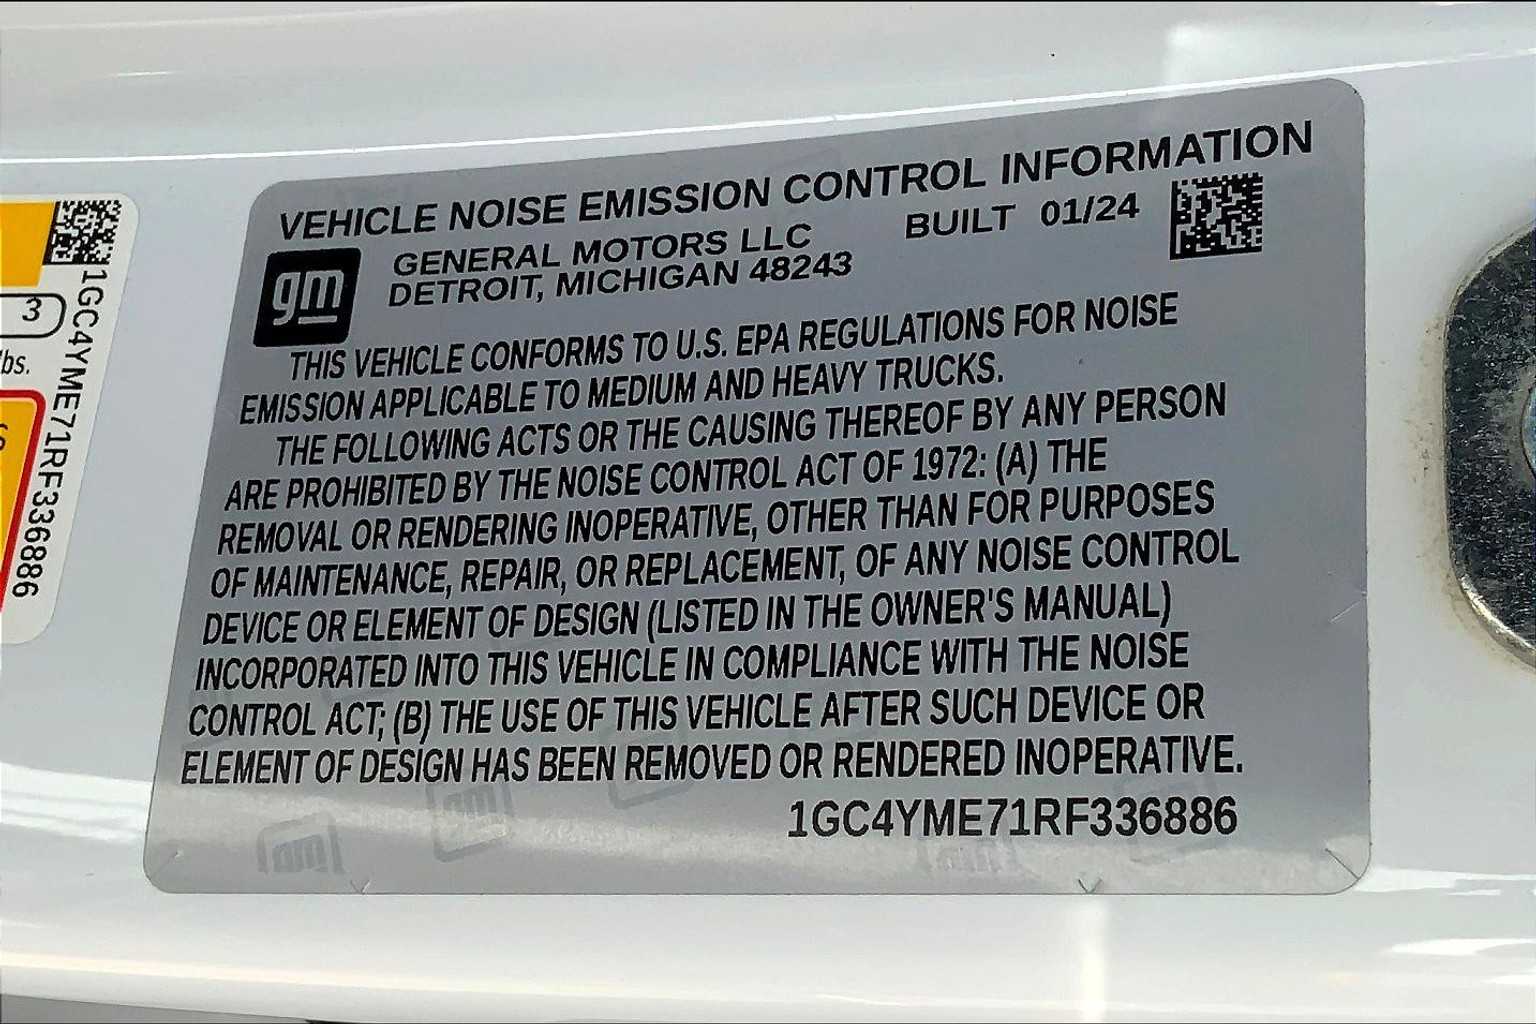 VEHICLE NOISE EMISSION CONTROL INFORMATION
gm
GENERAL MOTORS LLC
DETROIT, MICHIGAN 48243
BUILT 01/24
THIS VEHICLE CONFORMS TO U.S. EPA REGULATIONS FOR NOISE
EMISSION APPLICABLE TO MEDIUM AND HEAVY TRUCKS.
THE FOLLOWING ACTS OR THE CAUSING THEREOF BY ANY PERSON
ARE PROHIBITED BY THE NOISE CONTROL ACT OF 1972: (A) THE
REMOVAL OR RENDERING INOPERATIVE, OTHER THAN FOR PURPOSES
OF MAINTENANCE, REPAIR, OR REPLACEMENT, OF ANY NOISE CONTROL
DEVICE OR ELEMENT OF DESIGN (LISTED IN THE OWNER'S MANUAL)
INCORPORATED INTO THIS VEHICLE IN COMPLIANCE WITH THE NOISE
CONTROL ACT; (B) THE USE OF THIS VEHICLE AFTER SUCH DEVICE OR
ELEMENT OF DESIGN HAS BEEN REMOVED OR RENDERED INOPERATIVE.
1GC4YME71RF336886
1GC4YME71RF336886
3
lbs.